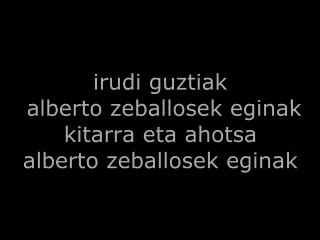 irudi guztiak
alberto zeballosek eginak
kitarra eta ahotsa
alberto zeballosek eginak